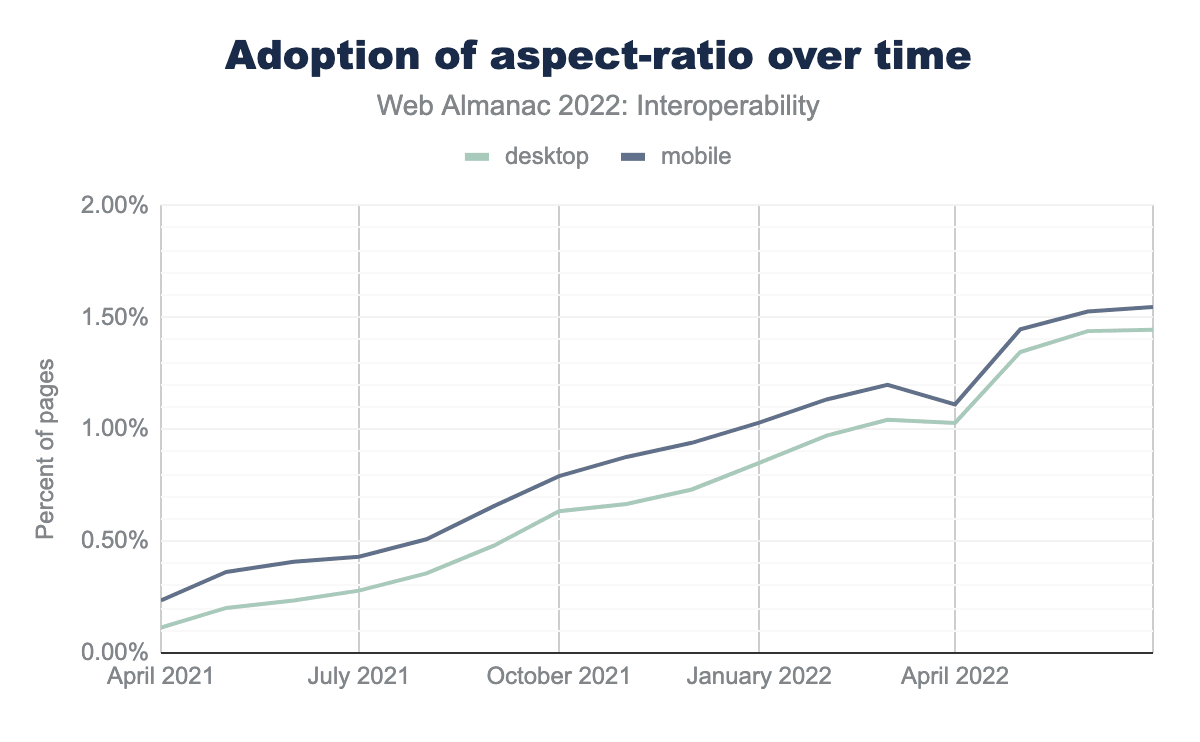 Adoption of aspect-ratio over time
Web Almanac 2022: Interoperability
desktop mobile
Percent of pages
2.00%
1.50%
1.00%
0.50%
0.00%
April 2021 July 2021 October 2021 January 2022 April 2022